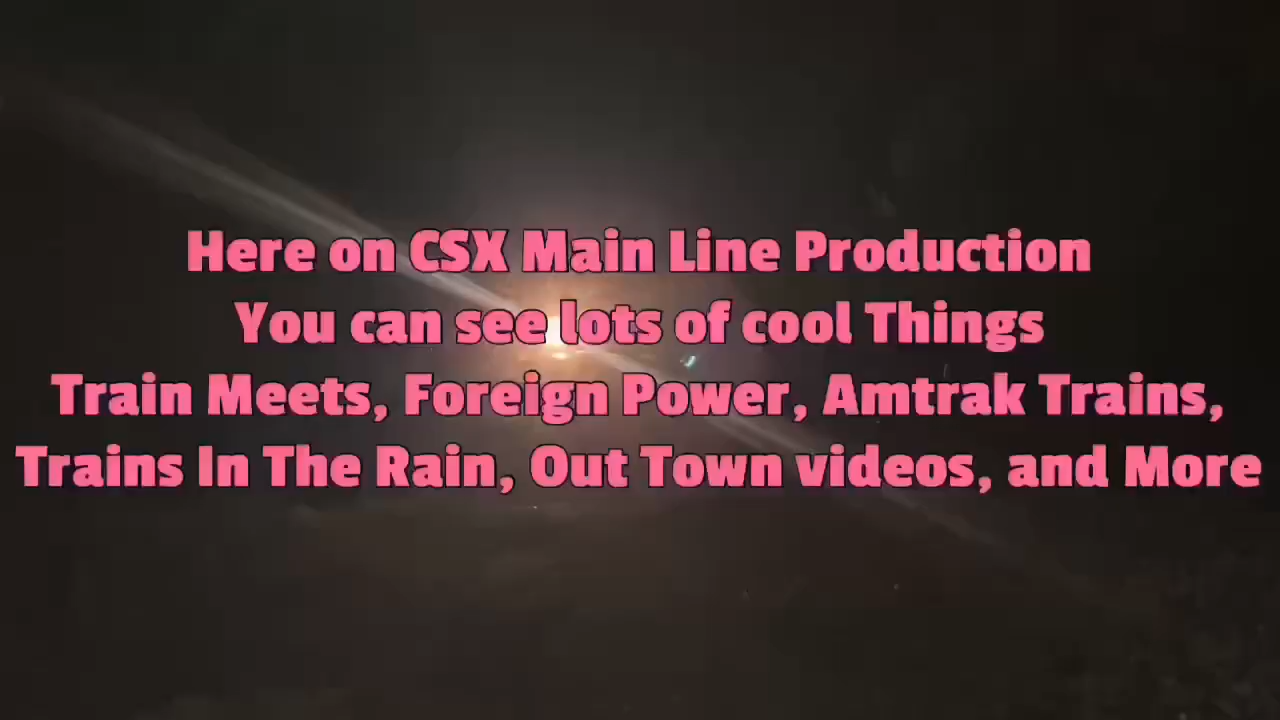 Here on CSX Main Line Production
You can see lots of cool Things
Train Meets, Foreign Power, Amtrak Trains,
Trains In The Rain, Out Town videos, and More